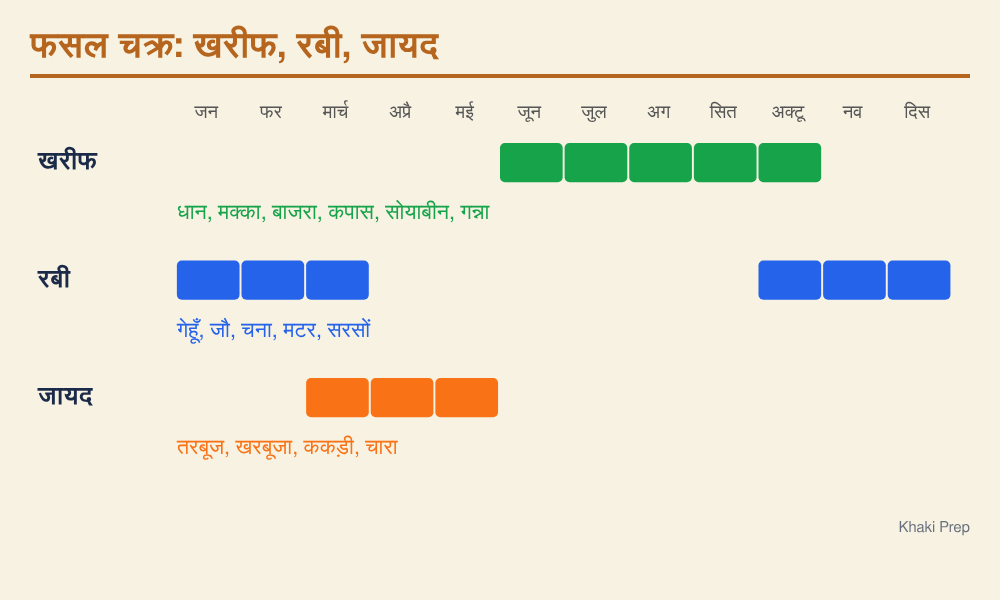 फसल चक्र: खरीफ, रबी, जायद
जन फर मार्च अप्रै मई जून जुल अग सित अक्टू नव दिस
खरीफ
धान, मक्का, बाजरा, कपास, सोयाबीन, गन्ना
रबी
गेहूँ, जौ, चना, मटर, सरसों
जायद
तरबूज, खरबूजा, ककड़ी, चारा
Khaki Prep